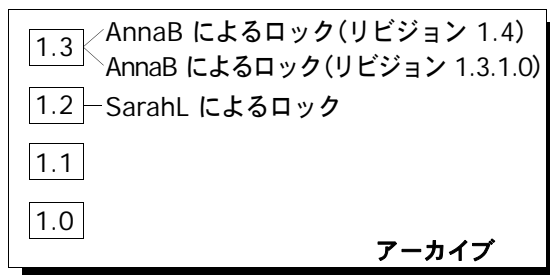 1.3 AnnaB によるロック(リビジョン 1.4)
AnnaB によるロック(リビジョン 1.3.1.0)
1.2 SarahL によるロック
1.1
1.0
アーカイブ